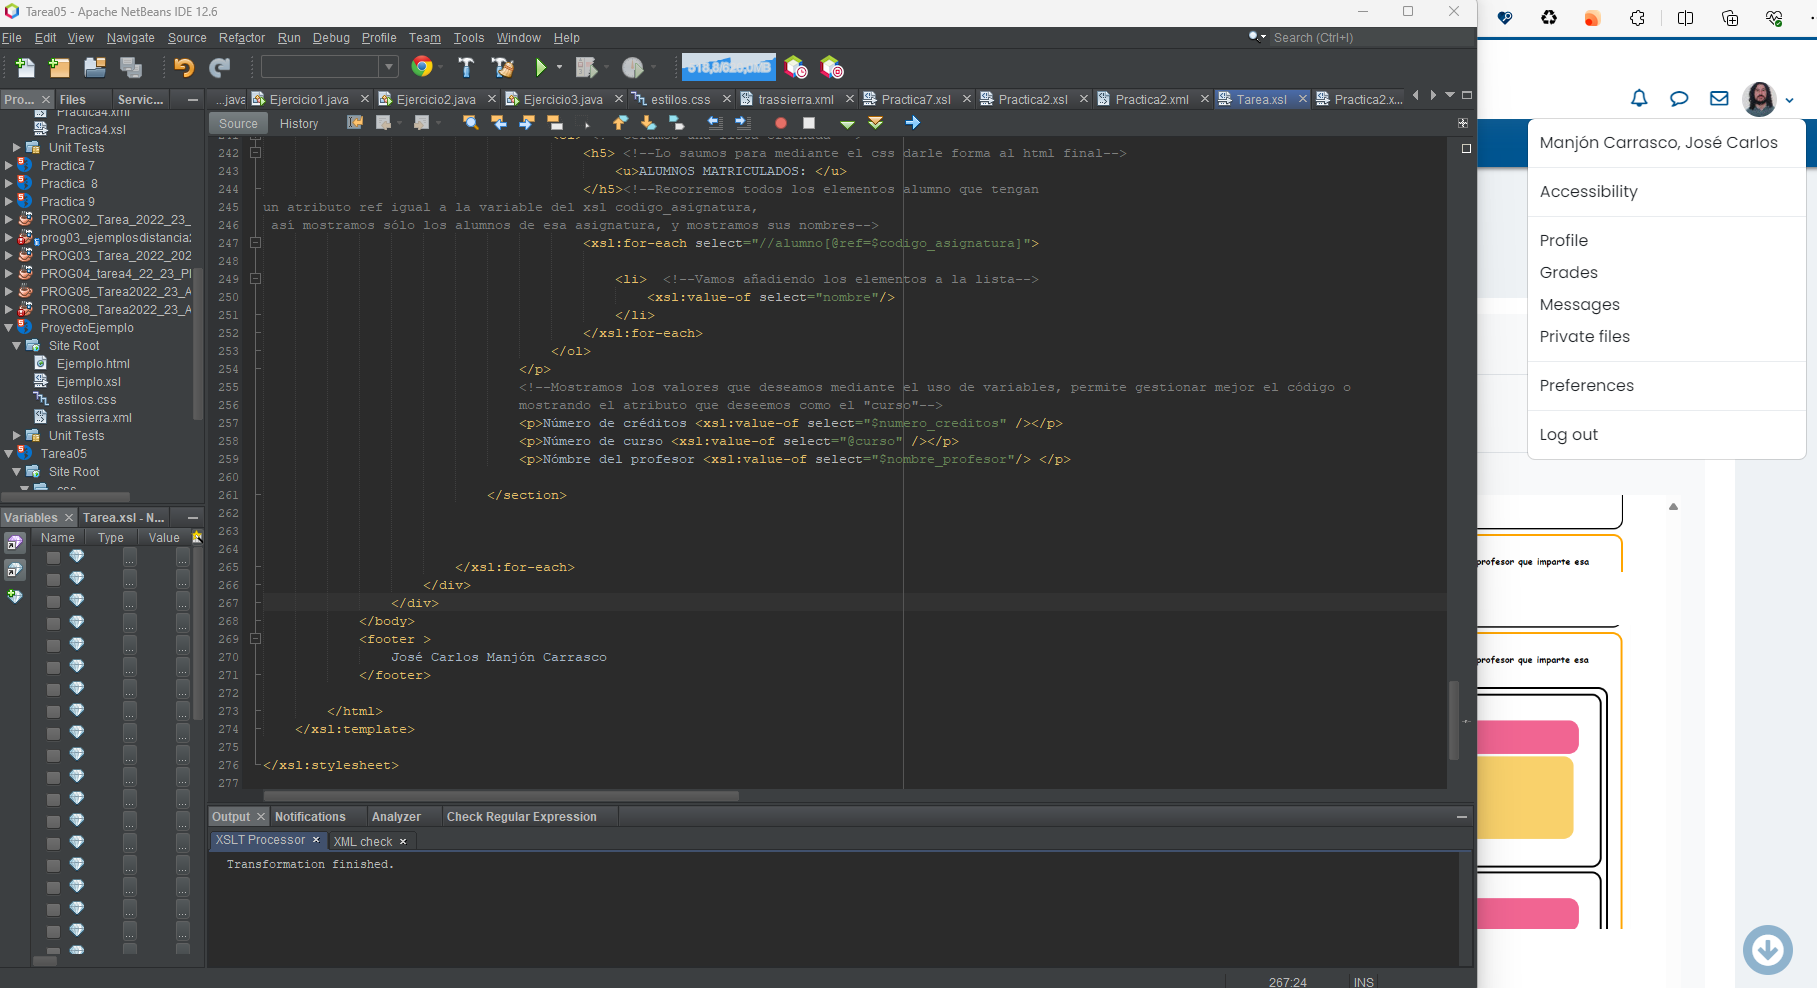 Tarea05 - Apache NetBeans IDE 12.6
File Edit View Navigate Source Refactor Run Debug Profile Team Tools Window Help
Search (Ctrl+I)
Pro... Files Servic...
...java Ejercicio1.java Ejercicio2.java Ejercicio3.java estilos.css trassierra.xml Practica7.xsl Practica2.xsl Practica2.xml Tarea.xsl Practica2.x...
Source History
Practica4.xml
Practica4.xsl
Unit Tests
Practica 7
Practica 8
Practica 9
PROG02_Tarea_2022_23_
prog03_ejemplosdistancia
PROG03_Tarea_2022_202
PROG04_tarea4_22_23_P
PROG05_Tarea2022_23_A
PROG08_Tarea2022_23_A
ProyectoEjemplo
Site Root
Ejemplo.html
Ejemplo.xsl
estilos.css
trassierra.xml
Unit Tests
Tarea05
Site Root
css
Variables Tarea.xsl - N...
Name Type Value
242 <h5> <!--Lo saumos para mediante el css darle forma al html final-->
243 <u>ALUMNOS MATRICULADOS: </u>
244 </h5><!--Recorremos todos los elementos alumno que tengan
245 un atributo ref igual a la variable del xsl codigo_asignatura,
246 así mostramos sólo los alumnos de esa asignatura, y mostramos sus nombres-->
247 <xsl:for-each select="//alumno[@ref=$codigo_asignatura]">
248
249 <li> <!--Vamos añadiendo los elementos a la lista-->
250 <xsl:value-of select="nombre"/>
251 </li>
252 </xsl:for-each>
253 </ol>
254 </p>
255 <!--Mostramos los valores que deseamos mediante el uso de variables, permite gestionar mejor el código o
256 mostrando el atributo que deseemos como el "curso"-->
257 <p>Número de créditos <xsl:value-of select="$numero_creditos" /></p>
258 <p>Número de curso <xsl:value-of select="@curso" /></p>
259 <p>Nómbre del profesor <xsl:value-of select="$nombre_profesor"/> </p>
260
261 </section>
262
263
264
265 </xsl:for-each>
266 </div>
267 </div>
268 </body>
269 <footer >
270 José Carlos Manjón Carrasco
271 </footer>
272
273 </html>
274 </xsl:template>
275
276 </xsl:stylesheet>
277
Output Notifications Analyzer Check Regular Expression
XSLT Processor XML check
Transformation finished.
267:24 INS
Manjón Carrasco, José Carlos
Accessibility
Profile
Grades
Messages
Private files
Preferences
Log out
profesor que imparte esa
profesor que imparte esa